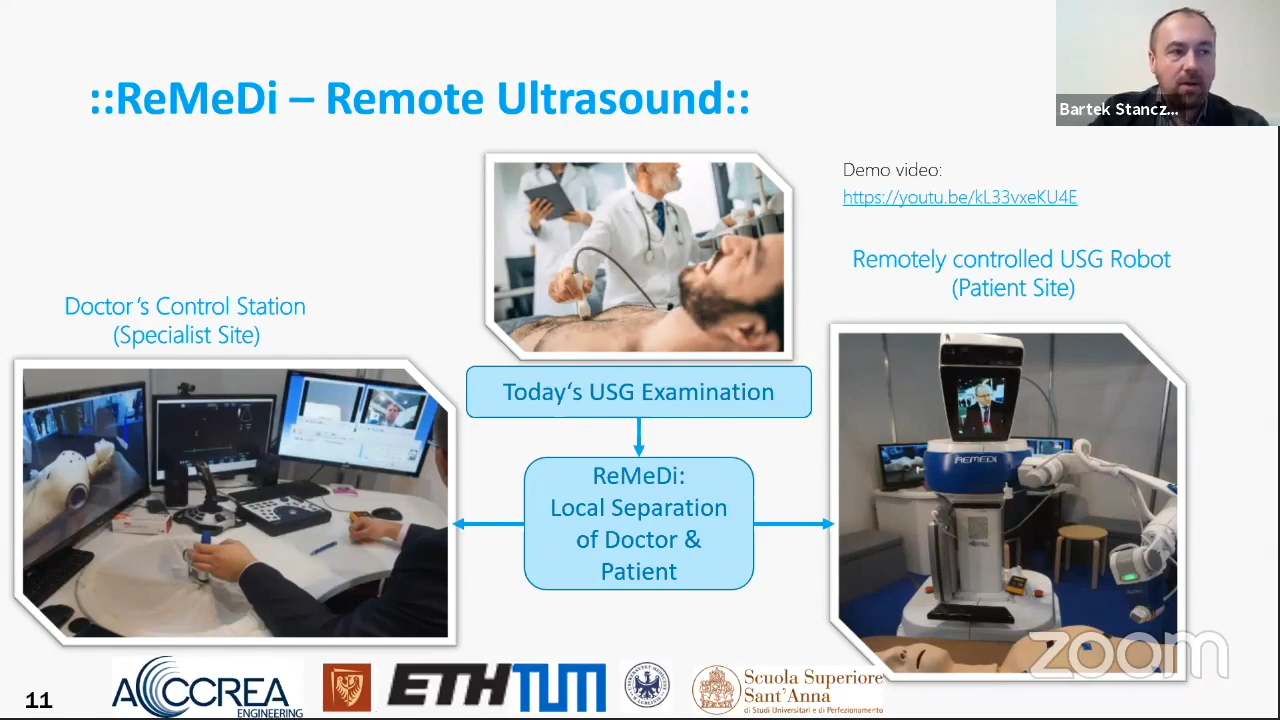 ::ReMeDi – Remote Ultrasound::
Bartek Stancz...
Demo video:
https://youtu.be/kL33vxeKU4E
Remotely controlled USG Robot
(Patient Site)
Doctor's Control Station
(Specialist Site)
Today's USG Examination
ReMeDi:
Local Separation
of Doctor &
Patient
REMEDI
zoom
11
ACCCREA
ENGINEERING
ETH
TUM
Scuola Superiore
Sant'Anna
di Studi Universitari e di Perfezionamento